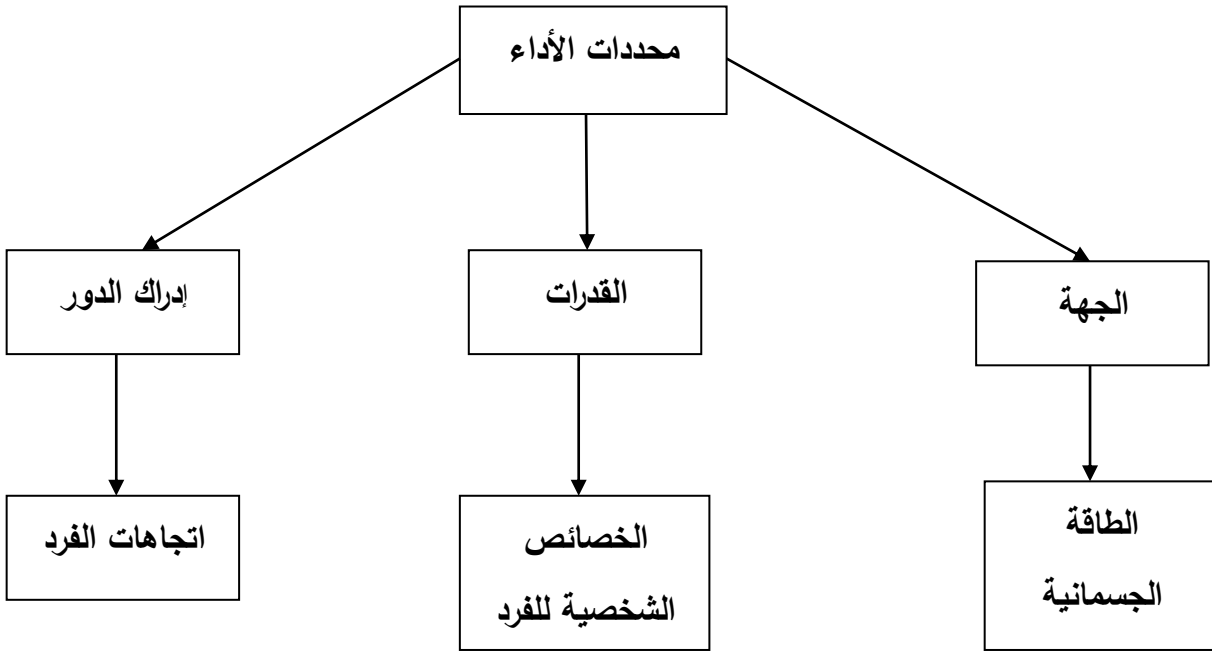 محددات الأداء
الجهة
القدرات
إدراك الدور
الطاقة
الجسمانية
الخصائص
الشخصية للفرد
اتجاهات الفرد